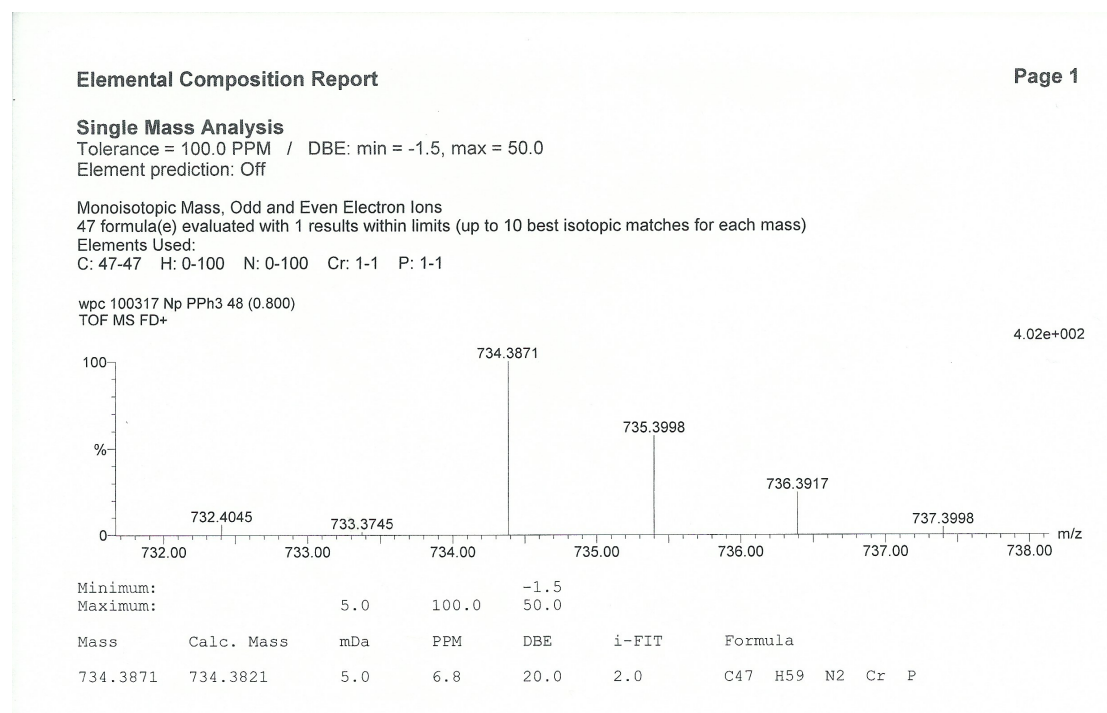 Elemental Composition Report
Page 1
Single Mass Analysis
Tolerance = 100.0 PPM / DBE: min = -1.5, max = 50.0
Element prediction: Off
Monoisotopic Mass, Odd and Even Electron Ions
47 formula(e) evaluated with 1 results within limits (up to 10 best isotopic matches for each mass)
Elements Used:
C: 47-47 H: 0-100 N: 0-100 Cr: 1-1 P: 1-1
wpc 100317 Np PPh3 48 (0.800)
TOF MS FD+
4.02e+002
100
%
0
734.3871
735.3998
736.3917
732.4045
733.3745
737.3998
m/z
732.00 733.00 734.00 735.00 736.00 737.00 738.00
Minimum: -1.5
Maximum: 5.0 100.0 50.0
Mass Calc. Mass mDa PPM DBE i-FIT Formula
734.3871 734.3821 5.0 6.8 20.0 2.0 C47 H59 N2 Cr P